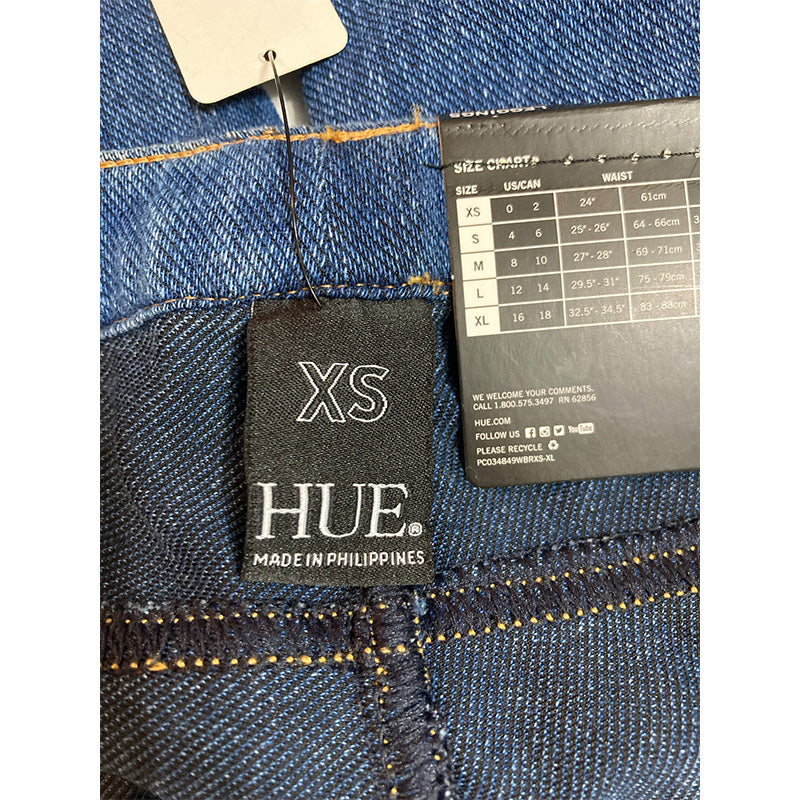 LEGGINGS
SIZE CHART
SIZE US/CAN WAIST
XS 0 2 24" 61cm
S 4 6 25" - 26" 64 - 66cm
M 8 10 27" - 28" 69 - 71cm
L 12 14 29.5" - 31" 75 - 79cm
XL 16 18 32.5" - 34.5" 83 - 88cm
WE WELCOME YOUR COMMENTS.
CALL 1.800.575.3497 RN 62856
HUE.COM
FOLLOW US You Tube
PLEASE RECYCLE
PC034849WBRXS-XL
XS
HUE®
MADE IN PHILIPPINES